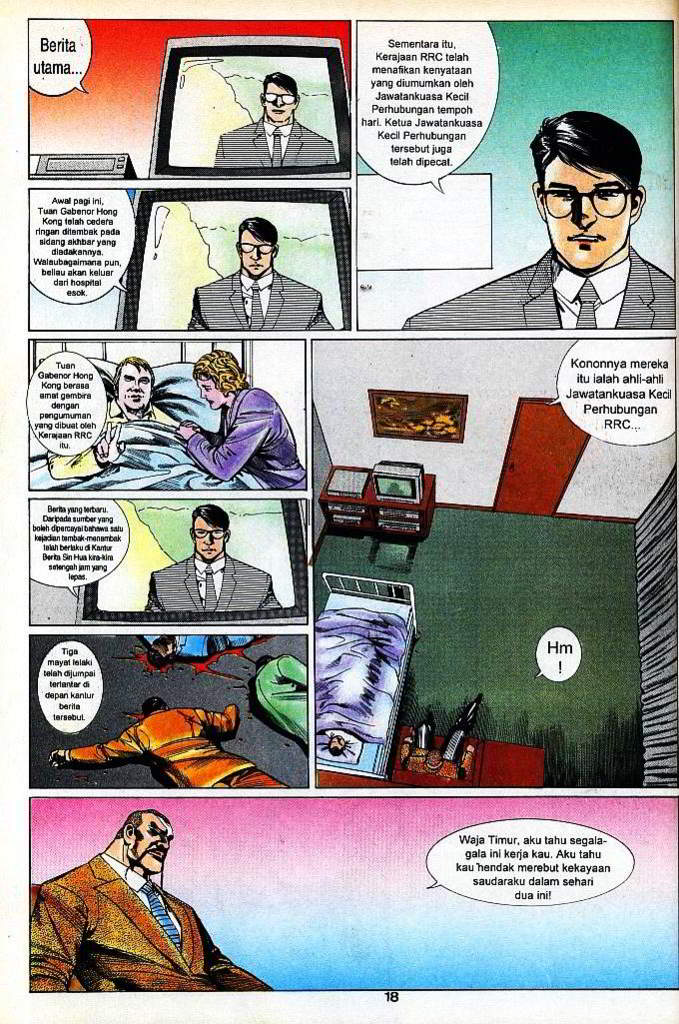 Berita
utama...
Sementara itu,
Kerajaan RRC telah
menafikan kenyataan
yang diumumkan oleh
Jawatankuasa Kecil
Perhubungan tempoh
hari. Ketua Jawatankuasa
Kecil Perhubungan
tersebut juga
telah dipecat.
Awal pagi ini,
Tuan Gabenor Hong
Kong telah cedera
ringan ditembak pada
sidang akhbar yang
diadakannya.
Walaubagaimana pun,
beliau akan keluar
dari hospital
esok.
Tuan
Gabenor Hong
Kong berasa
amat gembira
dengan
pengumuman
yang dibuat oleh
Kerajaan RRC
itu.
Kononnya mereka
itu ialah ahli-ahli
Jawatankuasa Kecil
Perhubungan
RRC...
Berita yang terbaru.
Daripada sumber yang
boleh dipercayai bahawa satu
kejadian tembak-menembak
telah berlaku di Kantur
Berita Sin Hua kira-kira
setengah jam yang
lepas.
Hm
!
Tiga
mayat lelaki
telah dijumpai
terlantar di
depan kantur
berita
tersebut.
Waja Timur, aku tahu segala-
gala ini kerja kau. Aku tahu
kau hendak merebut kekayaan
saudaraku dalam sehari
dua ini!
18